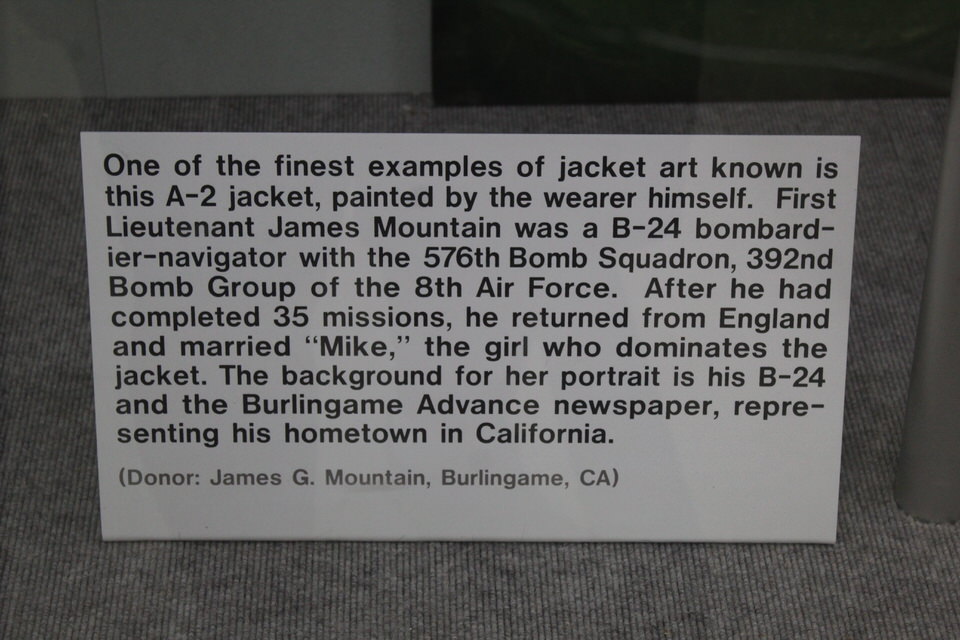 One of the finest examples of jacket art known is
this A-2 jacket, painted by the wearer himself.  First
Lieutenant James Mountain was a B-24 bombard-
ier-navigator with the 576th Bomb Squadron, 392nd
Bomb Group of the 8th Air Force.  After he had
completed 35 missions, he returned from England
and married “Mike,” the girl who dominates the
jacket. The background for her portrait is his B-24
and the Burlingame Advance newspaper, repre-
senting his hometown in California.
(Donor: James G. Mountain, Burlingame, CA)